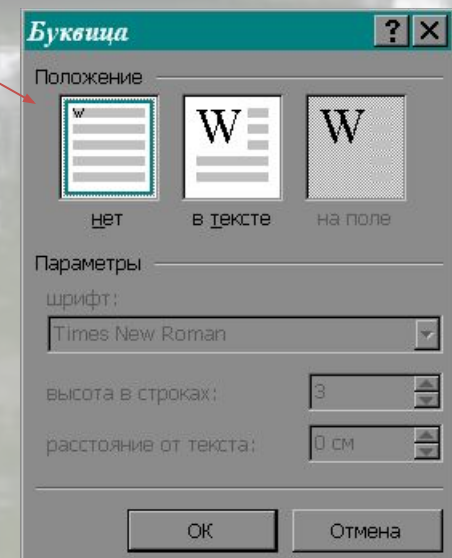 Буквица ? ×
Положение
W W W
нет в тексте на поле
Параметры
шрифт:
Times New Roman
высота в строках: 3
расстояние от текста: 0 см
ОК Отмена